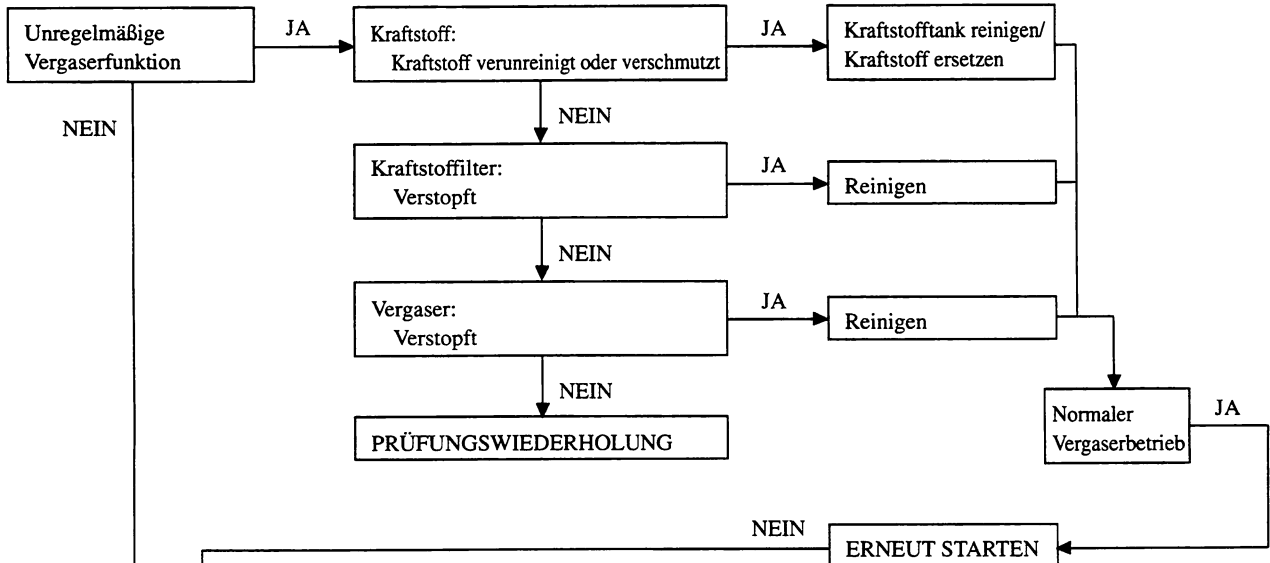 Unregelmäßige
Vergaserfunktion
JA
Kraftstoff:
Kraftstoff verunreinigt oder verschmutzt
JA
Kraftstofftank reinigen/
Kraftstoff ersetzen
NEIN
NEIN
Kraftstoffilter:
Verstopft
JA
Reinigen
NEIN
Vergaser:
Verstopft
JA
Reinigen
NEIN
PRÜFUNGSWIEDERHOLUNG
Normaler
Vergaserbetrieb
JA
NEIN
ERNEUT STARTEN